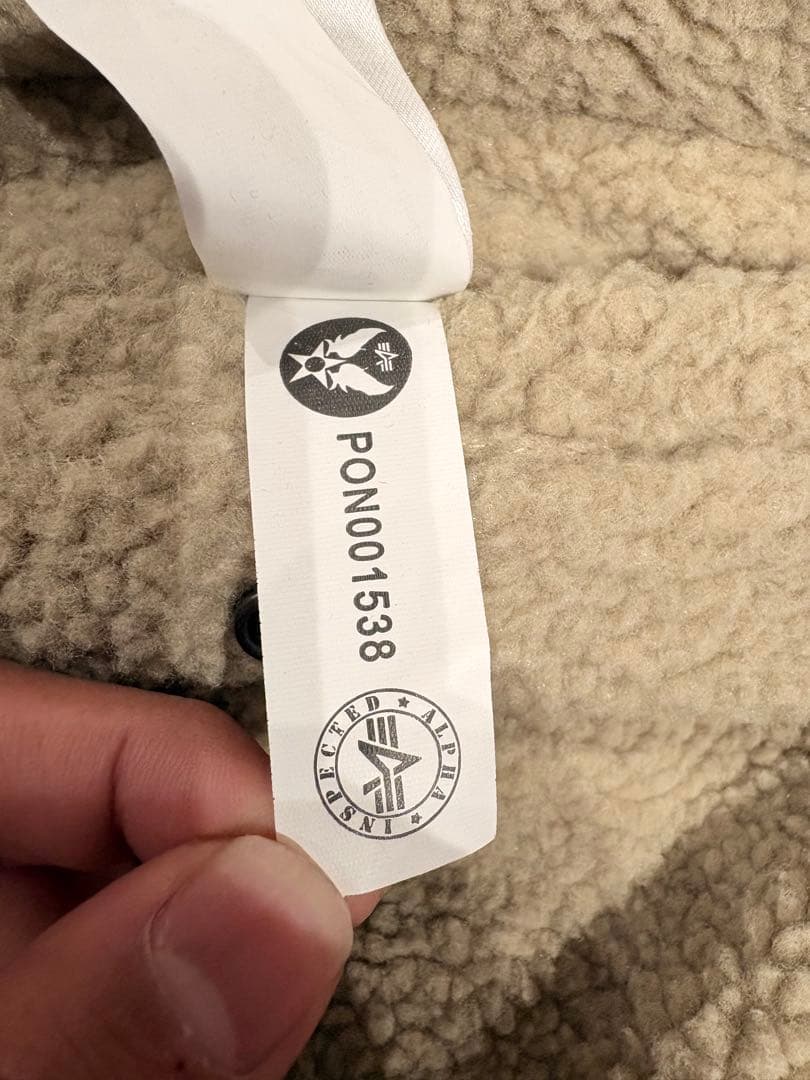 PON001538
ALPHA ★ INSPECTED ★